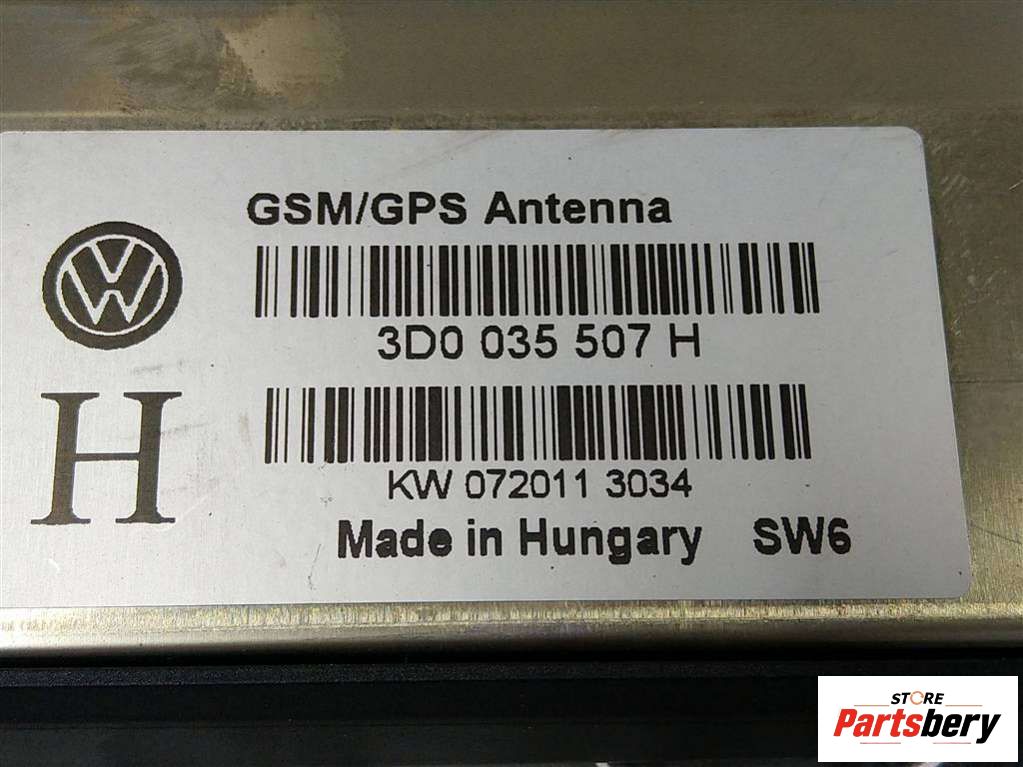 GSM/GPS Antenna
3D0 035 507 H
H
KW 072011 3034
Made in Hungary SW6
STORE
Partsbery